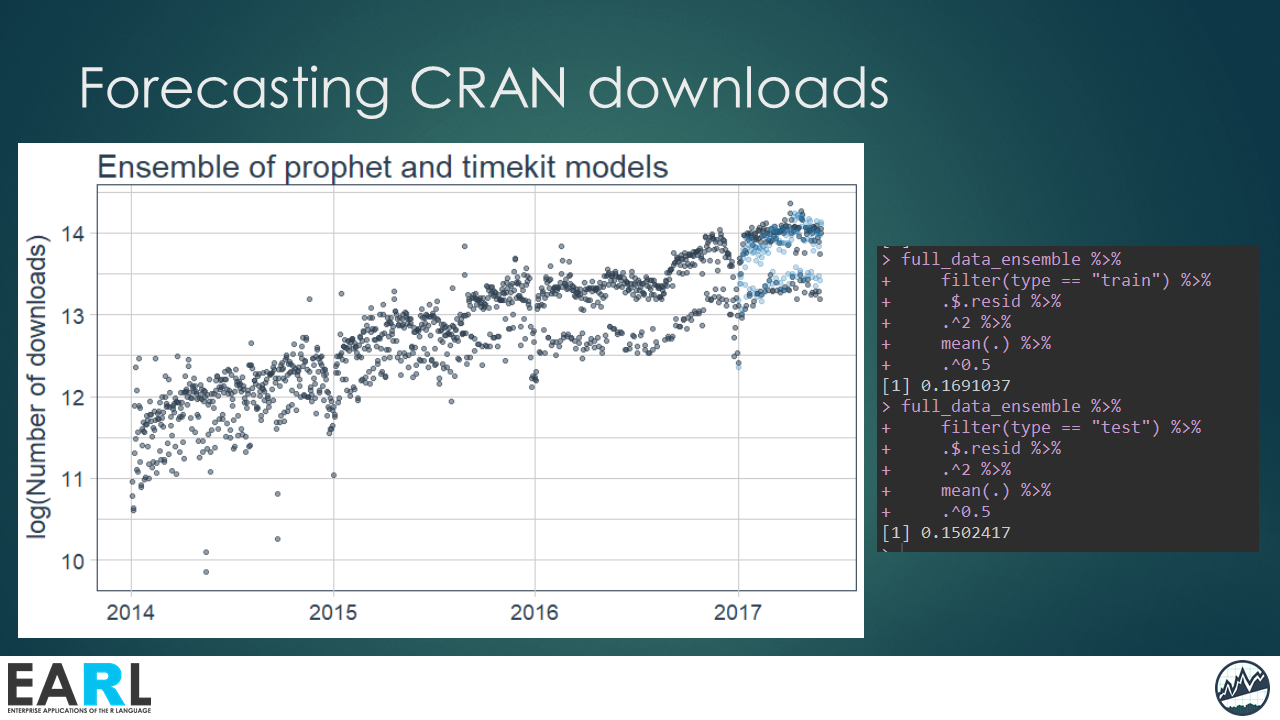 Forecasting CRAN downloads
Ensemble of prophet and timekit models
log(Number of downloads)
14
13
12
11
10
2014 2015 2016 2017
> full_data_ensemble %>%
+     filter(type == "train") %>%
+     .$.resid %>%
+     .^2 %>%
+     mean(.) %>%
+     .^0.5
[1] 0.1691037
> full_data_ensemble %>%
+     filter(type == "test") %>%
+     .$.resid %>%
+     .^2 %>%
+     mean(.) %>%
+     .^0.5
[1] 0.1502417
EARL
ENTERPRISE APPLICATIONS OF THE R LANGUAGE